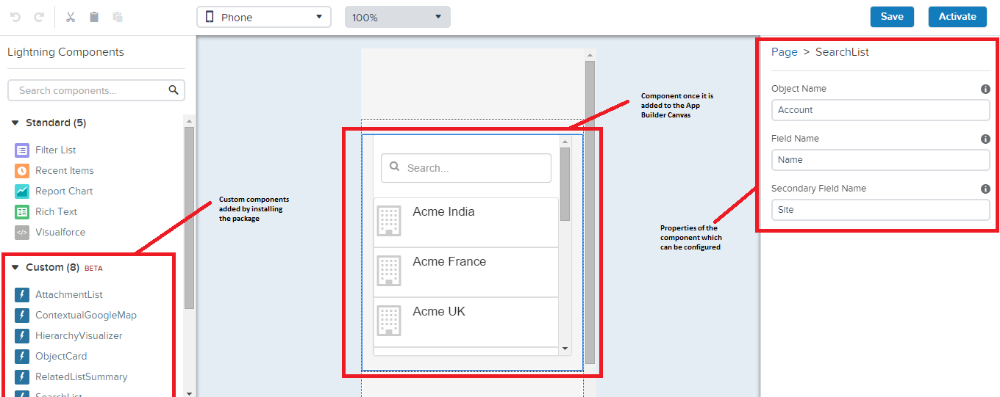 Phone
100%
Save
Activate
Lightning Components
Search components...
Standard (5)
Filter List
Recent Items
Report Chart
Rich Text
Visualforce
Custom (8) BETA
AttachmentList
ContextualGoogleMap
HierarchyVisualizer
ObjectCard
RelatedListSummary
SearchList
Custom components
added by installing
the package
Search...
Acme India
Acme France
Acme UK
Component once it is
added to the App
Builder Canvas
Properties of the
component which
can be configured
Page > SearchList
Object Name
Account
Field Name
Name
Secondary Field Name
Site